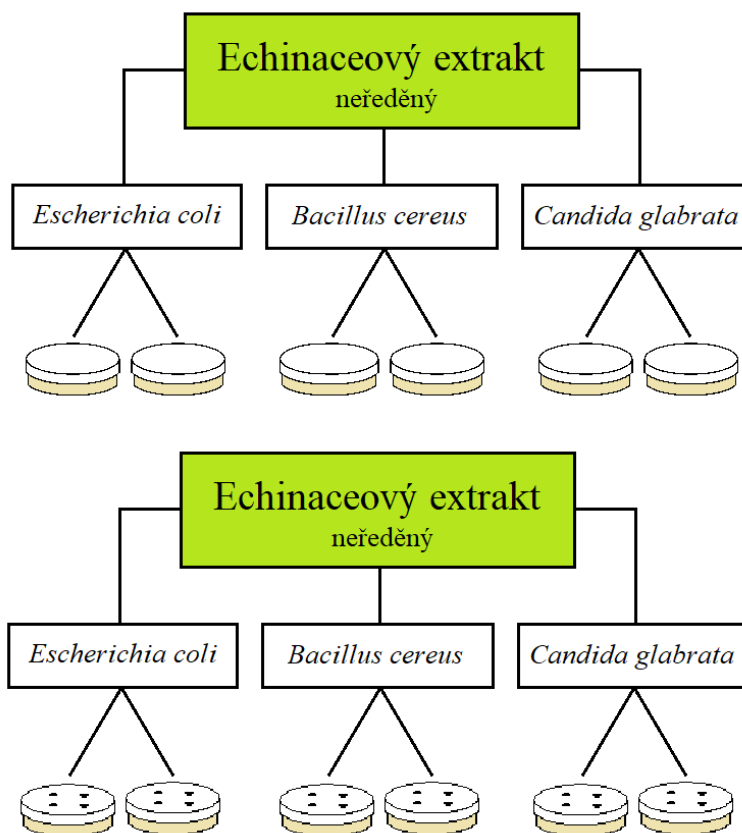 Echinaceový extrakt
neředěný
Escherichia coli
Bacillus cereus
Candida glabrata
Echinaceový extrakt
neředěný
Escherichia coli
Bacillus cereus
Candida glabrata